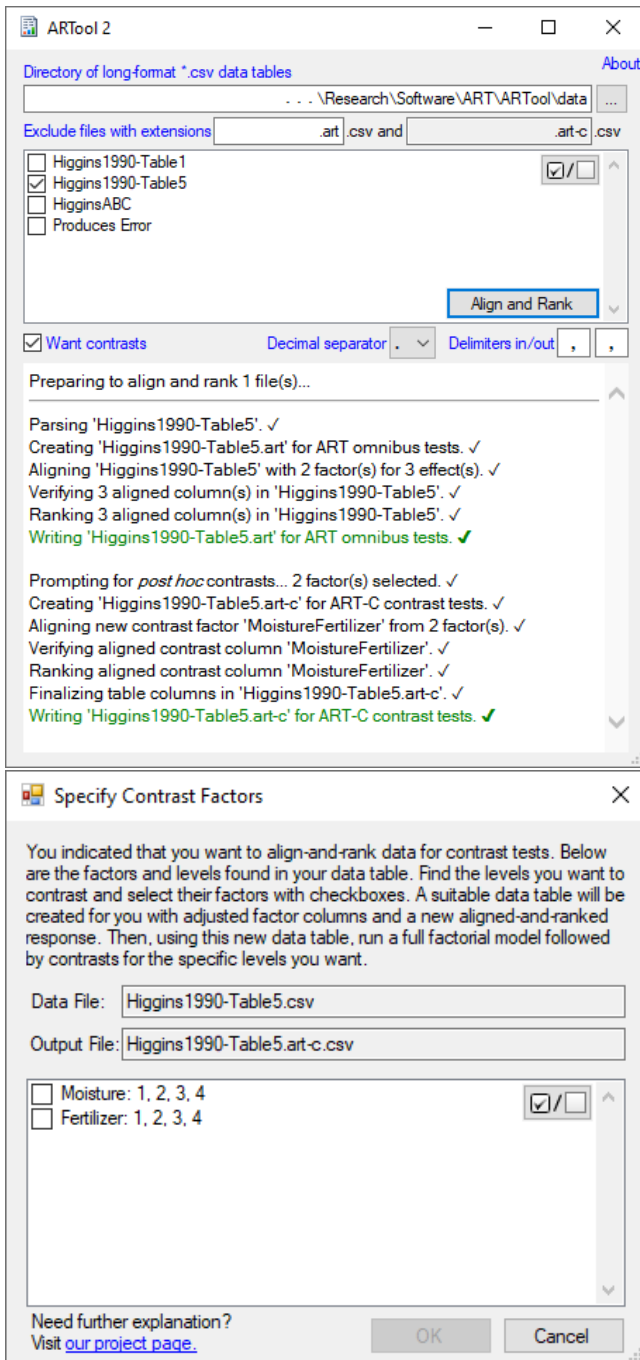 ARTool 2
About
Directory of long-format *.csv data tables
. . . \Research\Software\ART\ARTool\data ...
Exclude files with extensions .art .csv and .art-c .csv
Higgins1990-Table1
Higgins1990-Table5
HigginsABC
Produces Error
/
Align and Rank
Want contrasts Decimal separator . Delimiters in/out , ,
Preparing to align and rank 1 file(s)...
Parsing 'Higgins1990-Table5'. ✓
Creating 'Higgins1990-Table5.art' for ART omnibus tests. ✓
Aligning 'Higgins1990-Table5' with 2 factor(s) for 3 effect(s). ✓
Verifying 3 aligned column(s) in 'Higgins1990-Table5'. ✓
Ranking 3 aligned column(s) in 'Higgins1990-Table5'. ✓
Writing 'Higgins1990-Table5.art' for ART omnibus tests. ✓
Prompting for post hoc contrasts... 2 factor(s) selected. ✓
Creating 'Higgins1990-Table5.art-c' for ART-C contrast tests. ✓
Aligning new contrast factor 'MoistureFertilizer' from 2 factor(s). ✓
Verifying aligned contrast column 'MoistureFertilizer'. ✓
Ranking aligned contrast column 'MoistureFertilizer'. ✓
Finalizing table columns in 'Higgins1990-Table5.art-c'. ✓
Writing 'Higgins1990-Table5.art-c' for ART-C contrast tests. ✓
Specify Contrast Factors
You indicated that you want to align-and-rank data for contrast tests. Below
are the factors and levels found in your data table. Find the levels you want to
contrast and select their factors with checkboxes. A suitable data table will be
created for you with adjusted factor columns and a new aligned-and-ranked
response. Then, using this new data table, run a full factorial model followed
by contrasts for the specific levels you want.
Data File: Higgins1990-Table5.csv
Output File: Higgins1990-Table5.art-c.csv
Moisture: 1, 2, 3, 4
Fertilizer: 1, 2, 3, 4
/
Need further explanation?
Visit our project page.
OK Cancel